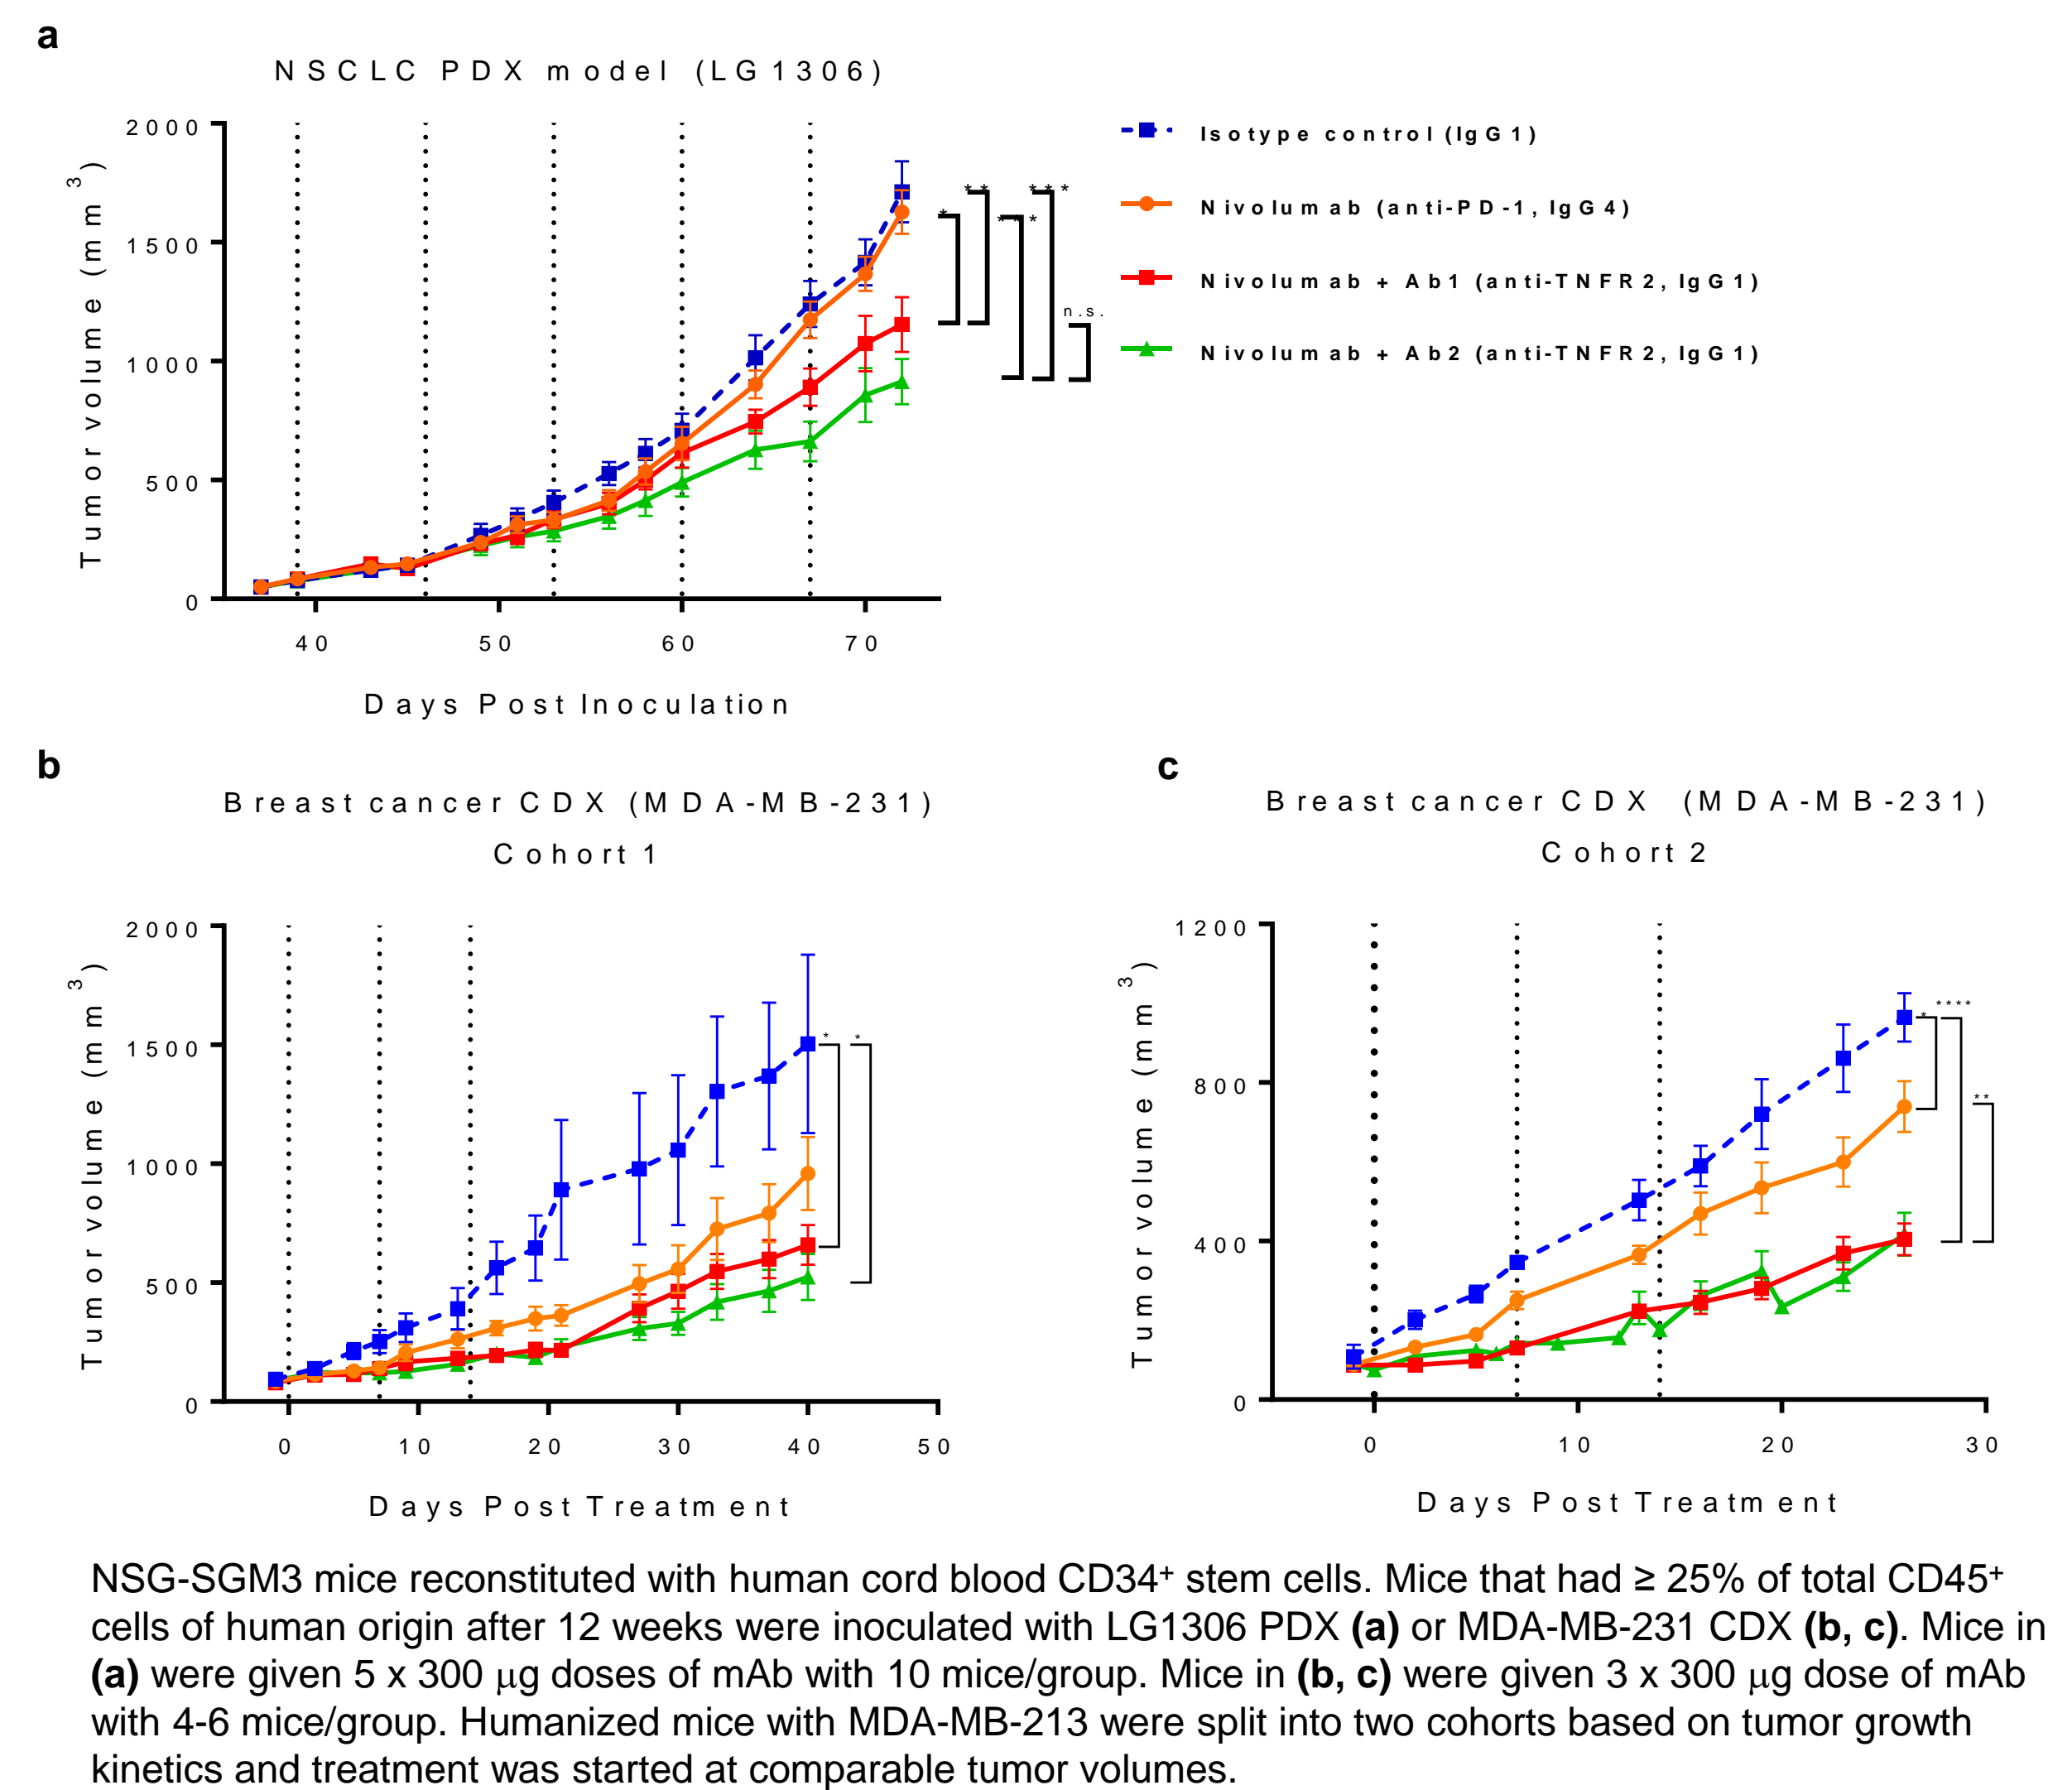 a
NSCLC PDX model (LG1306)
Tumor volume (mm3)
2000
1500
1000
500
0
40 50 60 70
Days Post Inoculation
*
**
***
***
n.s.
Isotype control (IgG1)
Nivolumab (anti-PD-1, IgG4)
Nivolumab + Ab1 (anti-TNFR2, IgG1)
Nivolumab + Ab2 (anti-TNFR2, IgG1)
b
Breast cancer CDX (MDA-MB-231)
Cohort 1
Tumor volume (mm3)
2000
1500
1000
500
0
0 10 20 30 40 50
Days Post Treatment
* *
c
Breast cancer CDX (MDA-MB-231)
Cohort 2
Tumor volume (mm3)
1200
800
400
0
0 10 20 30
Days Post Treatment
*
****
**
NSG-SGM3 mice reconstituted with human cord blood CD34+ stem cells. Mice that had ≥ 25% of total CD45+
cells of human origin after 12 weeks were inoculated with LG1306 PDX (a) or MDA-MB-231 CDX (b, c). Mice in
(a) were given 5 x 300 μg doses of mAb with 10 mice/group. Mice in (b, c) were given 3 x 300 μg dose of mAb
with 4-6 mice/group. Humanized mice with MDA-MB-213 were split into two cohorts based on tumor growth
kinetics and treatment was started at comparable tumor volumes.